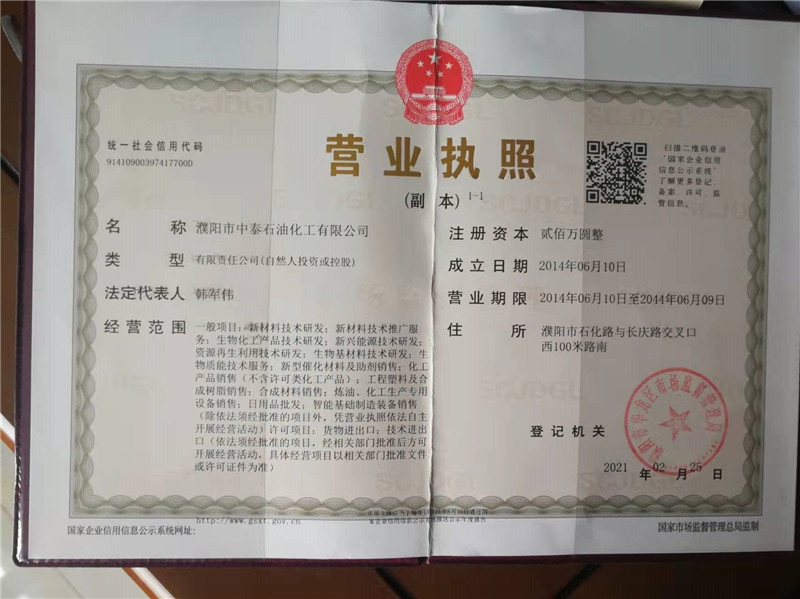 统一社会信用代码
91410900397417700D
营业执照
(副 本) 1-1
扫描二维码登录
"国家企业信用
信息公示系统"
了解更多登记、
备案、许可、监
管信息。
名 称 濮阳市中泰石油化工有限公司
类 型 有限责任公司(自然人投资或控股)
法定代表人 韩军伟
经营范围 一般项目：新材料技术研发；新材料技术推广服
务；生物化工产品技术研发；新兴能源技术研发；
资源再生利用技术研发；生物基材料技术研发；生
物质能技术服务；新型催化材料及助剂销售；化工
产品销售（不含许可类化工产品）；工程塑料及合
成树脂销售；合成材料销售；炼油、化工生产专用
设备销售；日用品批发；智能基础制造装备销售
（除依法须经批准的项目外，凭营业执照依法自主
开展经营活动）许可项目：货物进出口；技术进出
口（依法须经批准的项目，经相关部门批准后方可
开展经营活动，具体经营项目以相关部门批准文件
或许可证件为准）
注册资本 贰佰万圆整
成立日期 2014年06月10日
营业期限 2014年06月10日至2044年06月09日
住 所 濮阳市石化路与长庆路交叉口
西100米路南
登记机关
濮阳市华龙区市场监督管理局
2021 年 02 月 25 日
国家企业信用信息公示系统网址：
http://www.gsxt.gov.cn
国家市场监督管理总局监制